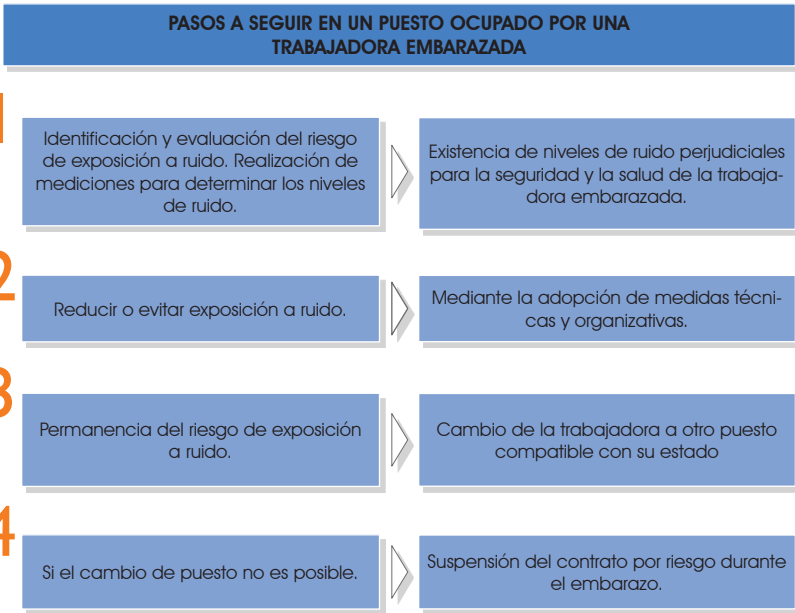 PASOS A SEGUIR EN UN PUESTO OCUPADO POR UNA
TRABAJADORA EMBARAZADA
1
Identificación y evaluación del riesgo
de exposición a ruido. Realización de
mediciones para determinar los niveles
de ruido.
Existencia de niveles de ruido perjudiciales
para la seguridad y la salud de la trabaja-
dora embarazada.
2
Reducir o evitar exposición a ruido.
Mediante la adopción de medidas técni-
cas y organizativas.
3
Permanencia del riesgo de exposición
a ruido.
Cambio de la trabajadora a otro puesto
compatible con su estado
4
Si el cambio de puesto no es posible.
Suspensión del contrato por riesgo durante
el embarazo.